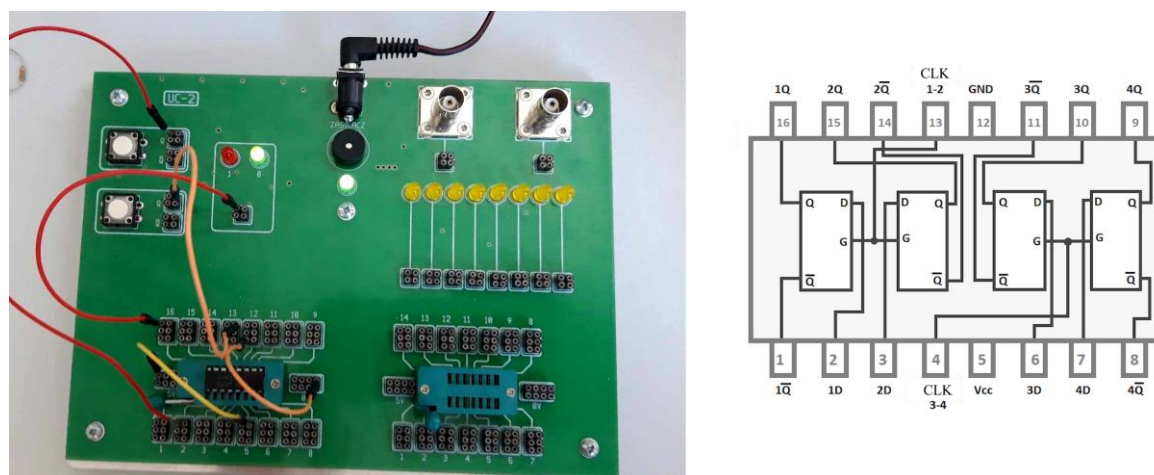 UC-2
ZASILACZ
1 0
16 15 14 13 12 11 10 9
1 2 3 4 5 6 7 8
14 13 12 11 10 9 8
5V 0V
1 2 3 4 5 6 7
1Q 2Q 2Q̅ CLK 1-2 GND 3Q̅ 3Q 4Q
16 15 14 13 12 11 10 9
Q D Q D Q D Q
G G G G
Q̅ Q̅ Q̅ Q̅
1 2 3 4 5 6 7 8
1Q̅ 1D 2D CLK 3-4 Vcc 3D 4D 4Q̅